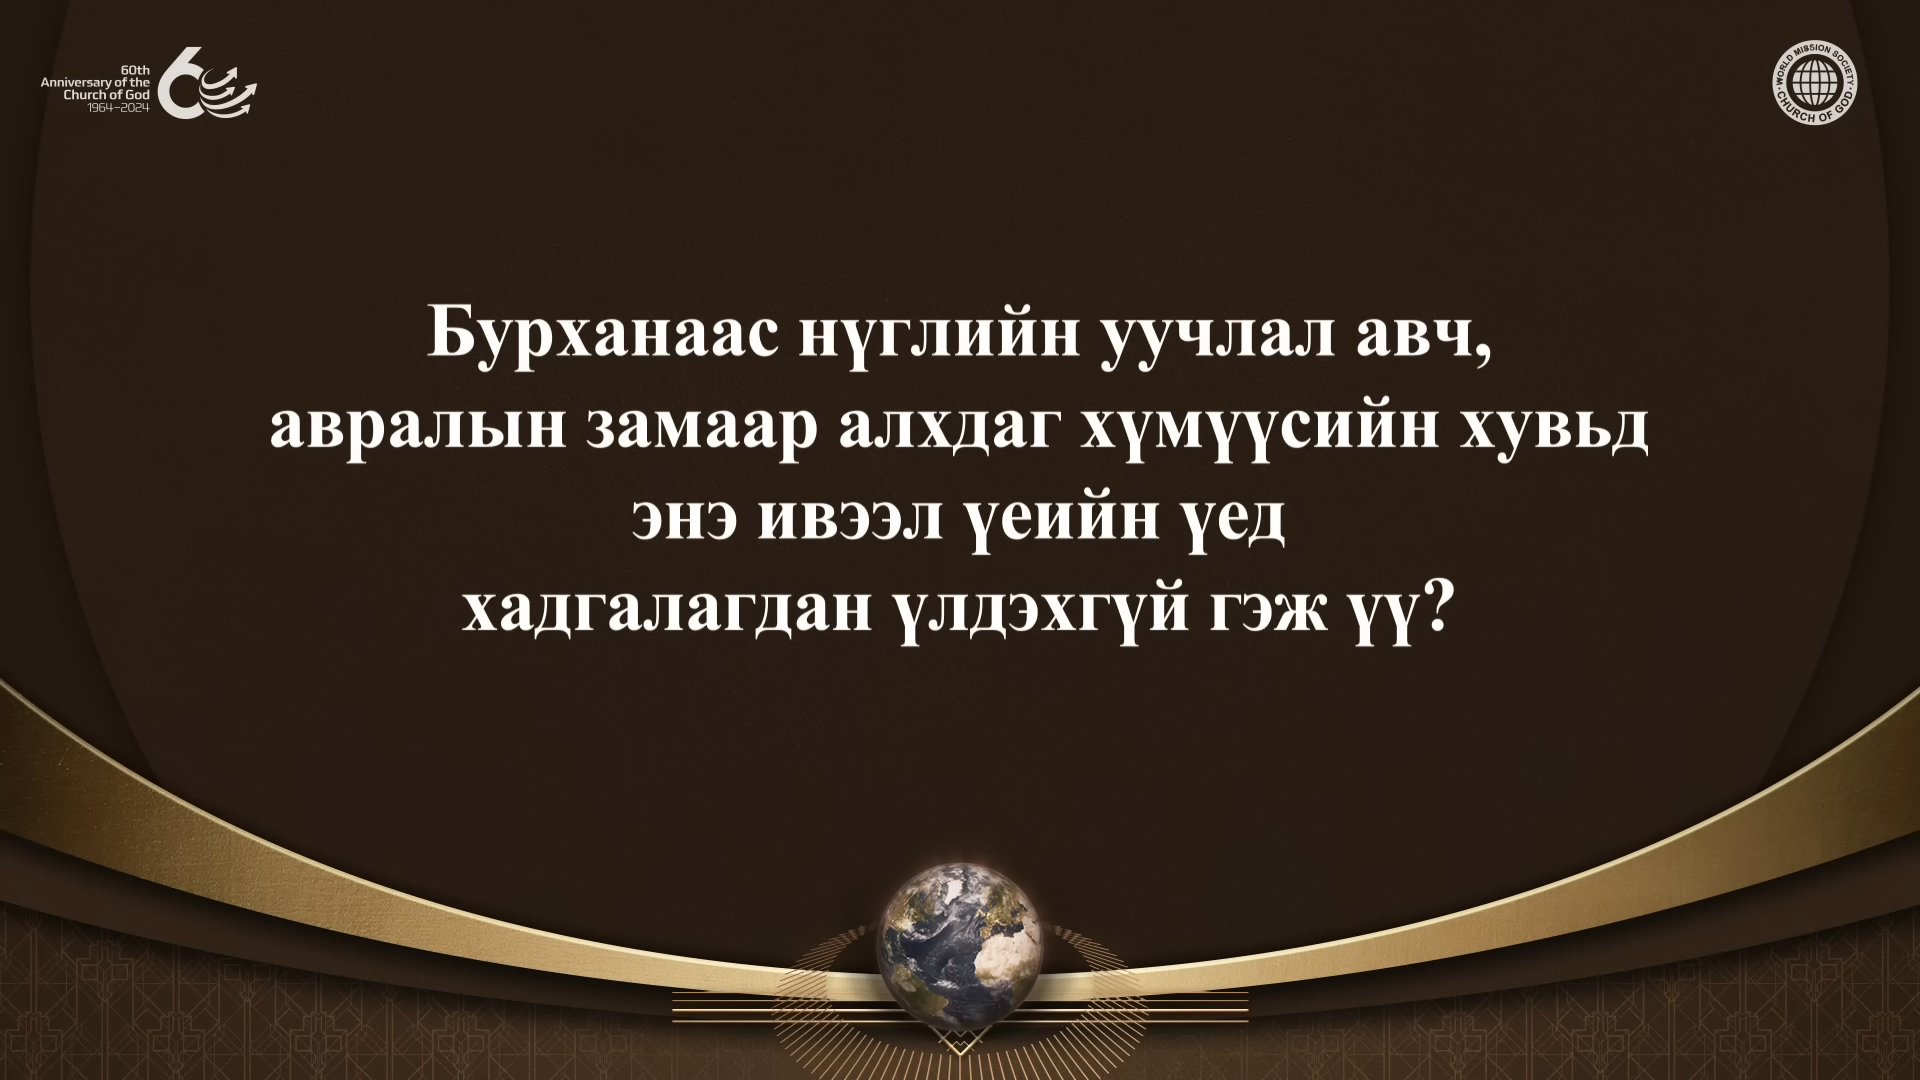 60th
Anniversary of the
Church of God
1964–2024
60
WORLD MISSION SOCIETY
CHURCH OF GOD
Бурханаас нүглийн уучлал авч,
авралын замаар алхдаг хүмүүсийн хувьд
энэ ивээл үеийн үед
хадгалагдан үлдэхгүй гэж үү?